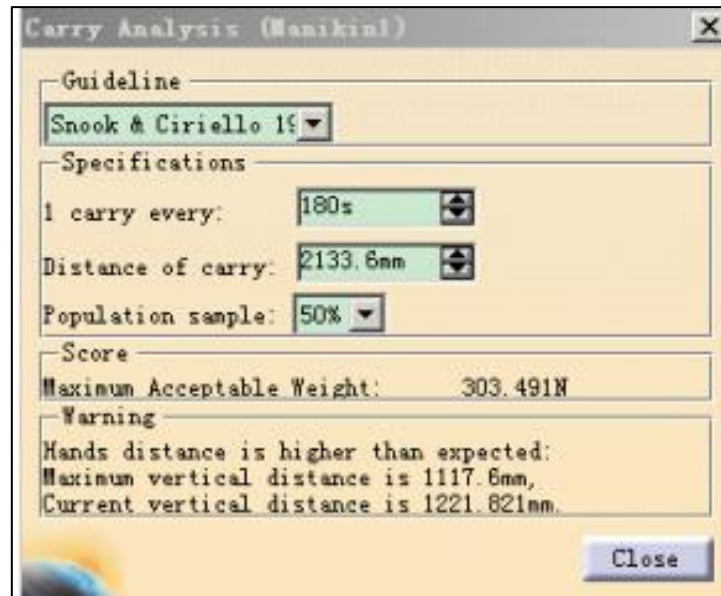 Carry Analysis (Manikin1)
Guideline
Snook & Ciriello 19
Specifications
1 carry every: 180s
Distance of carry: 2133.6mm
Population sample: 50%
Score
Maximum Acceptable Weight: 303.491N
Warning
Hands distance is higher than expected:
Maximum vertical distance is 1117.6mm,
Current vertical distance is 1221.821mm.
Close